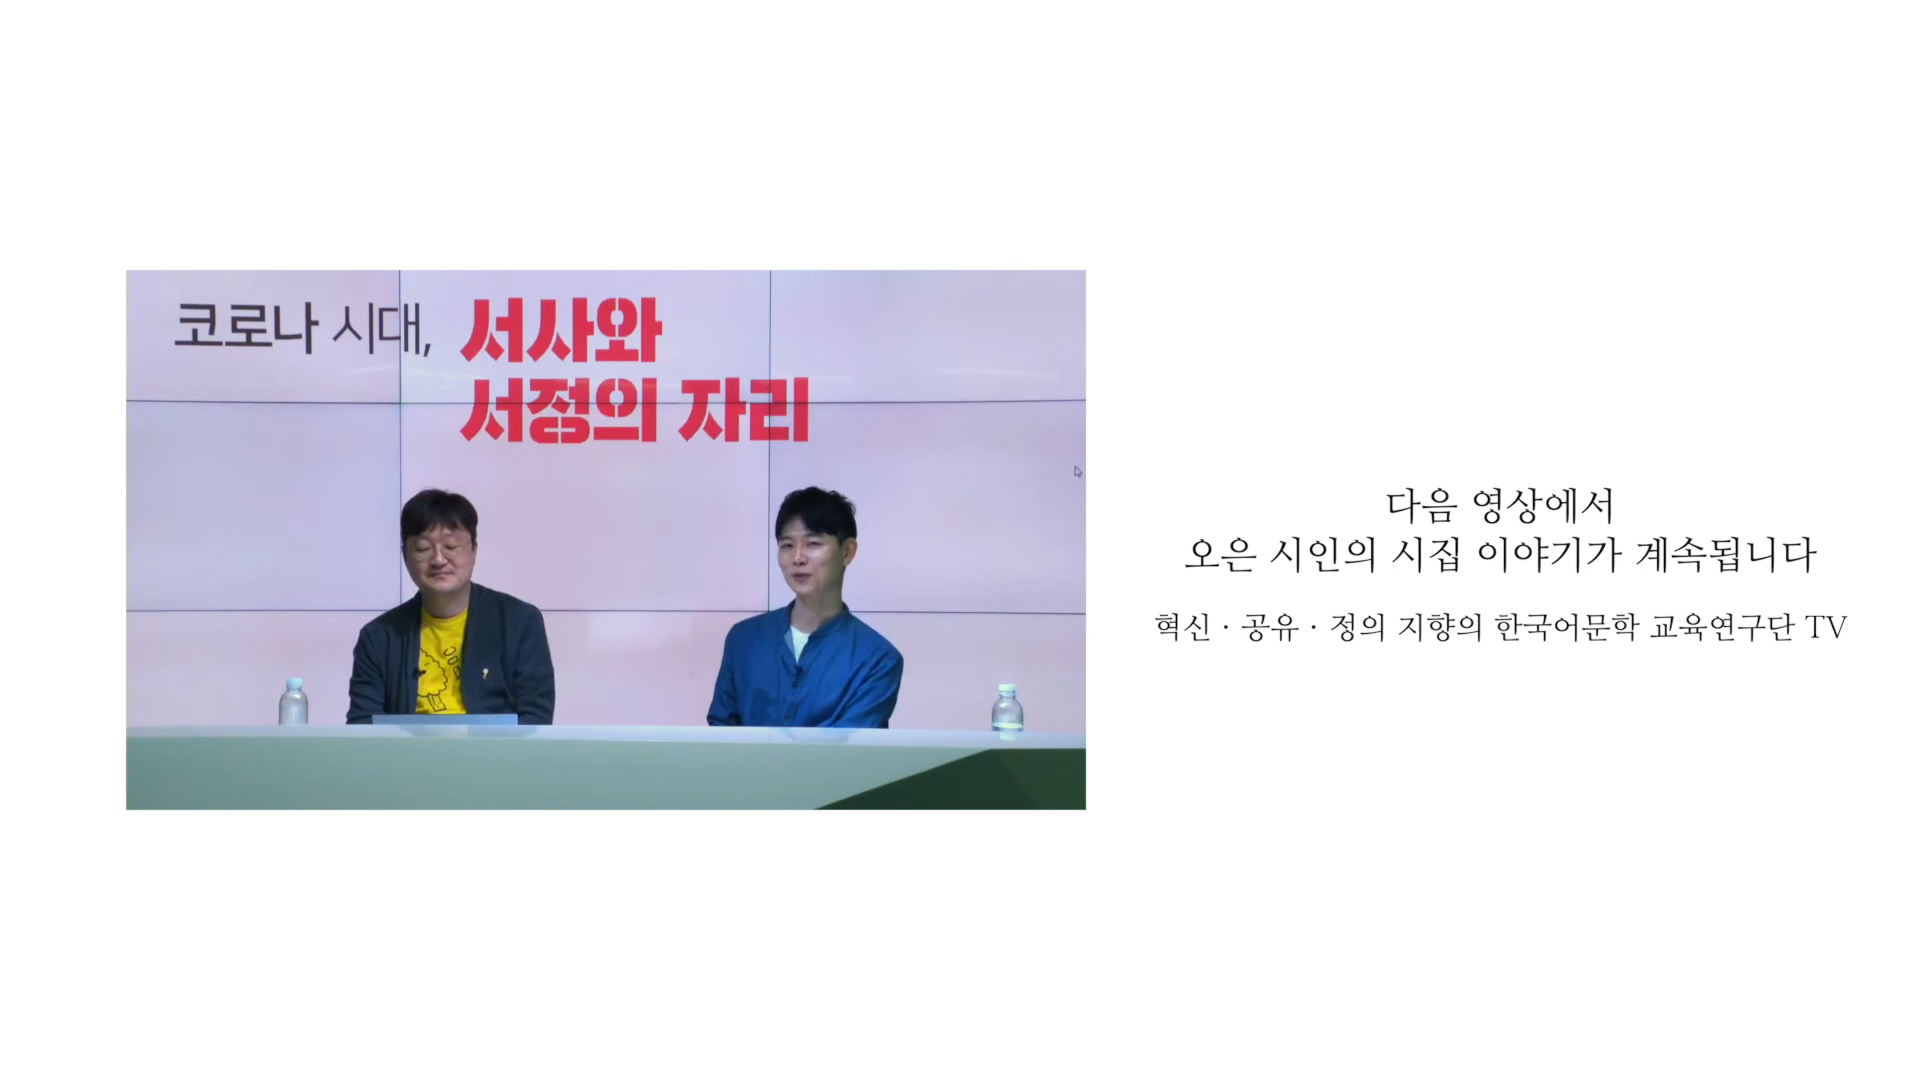 코로나 시대, 서사와
서정의 자리
다음 영상에서
오은 시인의 시집 이야기가 계속됩니다
혁신 · 공유 · 정의 지향의 한국어문학 교육연구단 TV